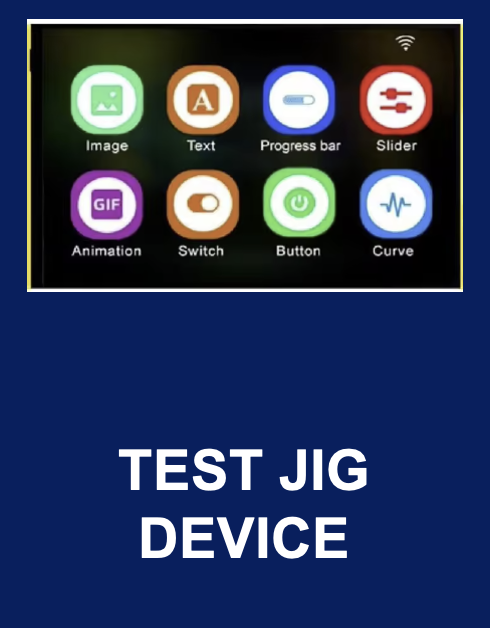 Image Text Progress bar Slider
GIF
Animation Switch Button Curve
TEST JIG
DEVICE